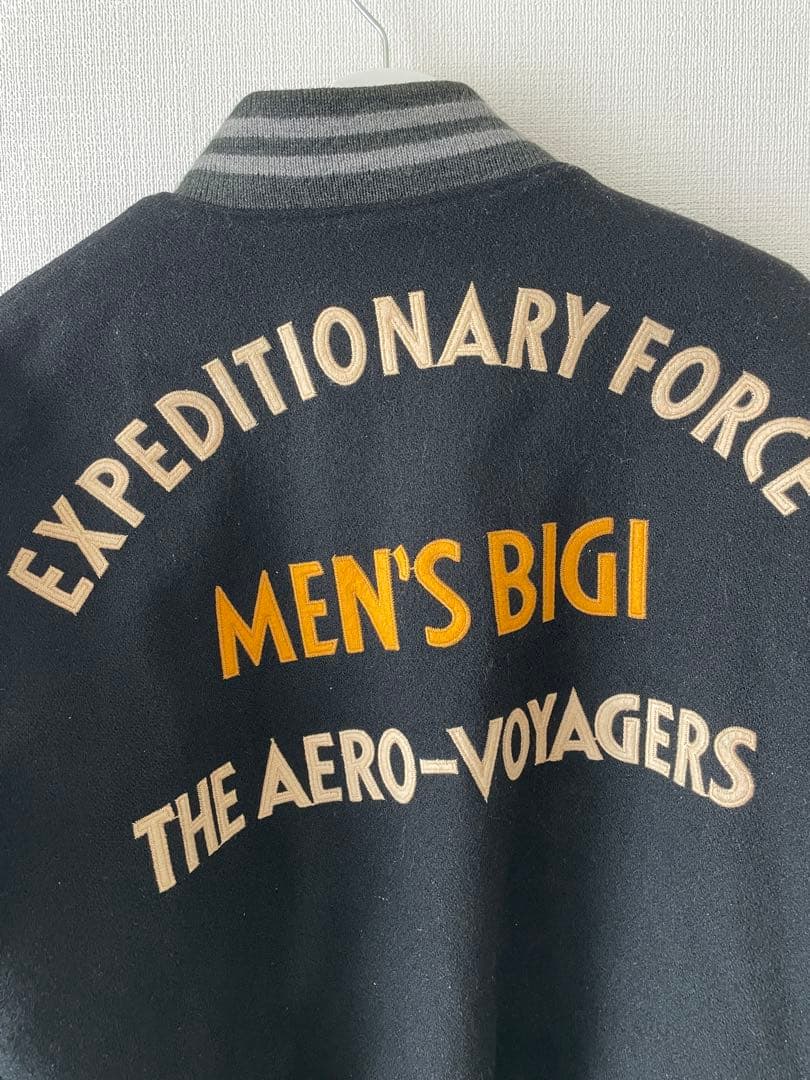 EXPEDITIONARY FORCE
MEN'S BIGI
THE AERO-VOYAGERS